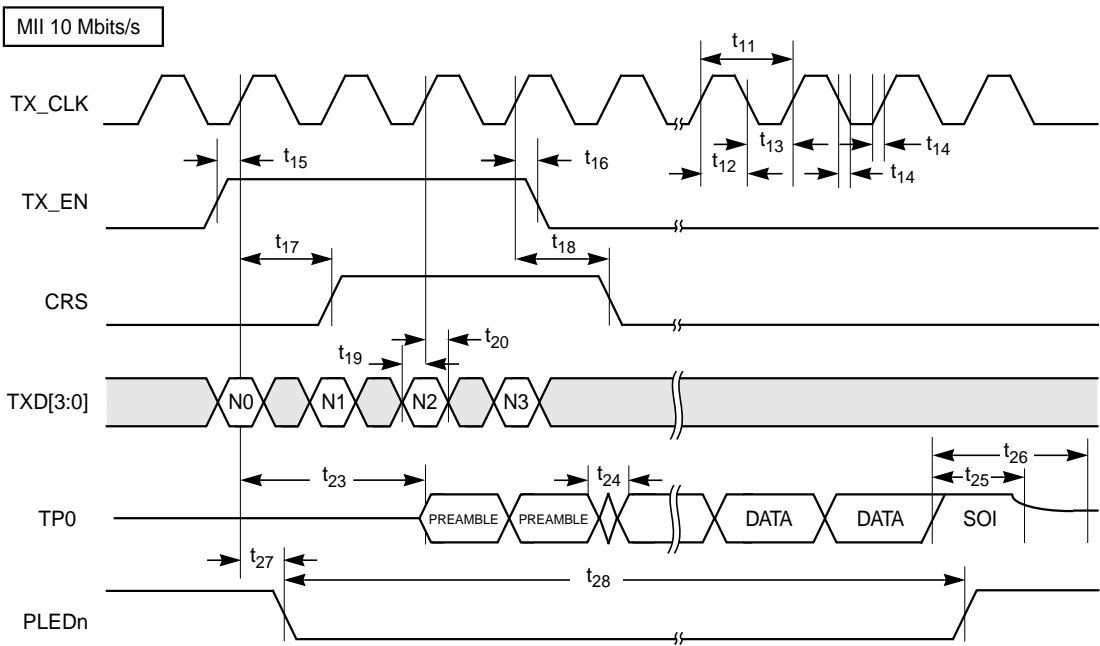 MII 10 Mbits/s
t11
TX_CLK
t15
t16
t12
t13
t14
t14
TX_EN
t17
t18
CRS
t19
t20
TXD[3:0]
N0
N1
N2
N3
t23
t24
t26
t25
TP0
PREAMBLE
PREAMBLE
DATA
DATA
SOI
t27
t28
PLEDn